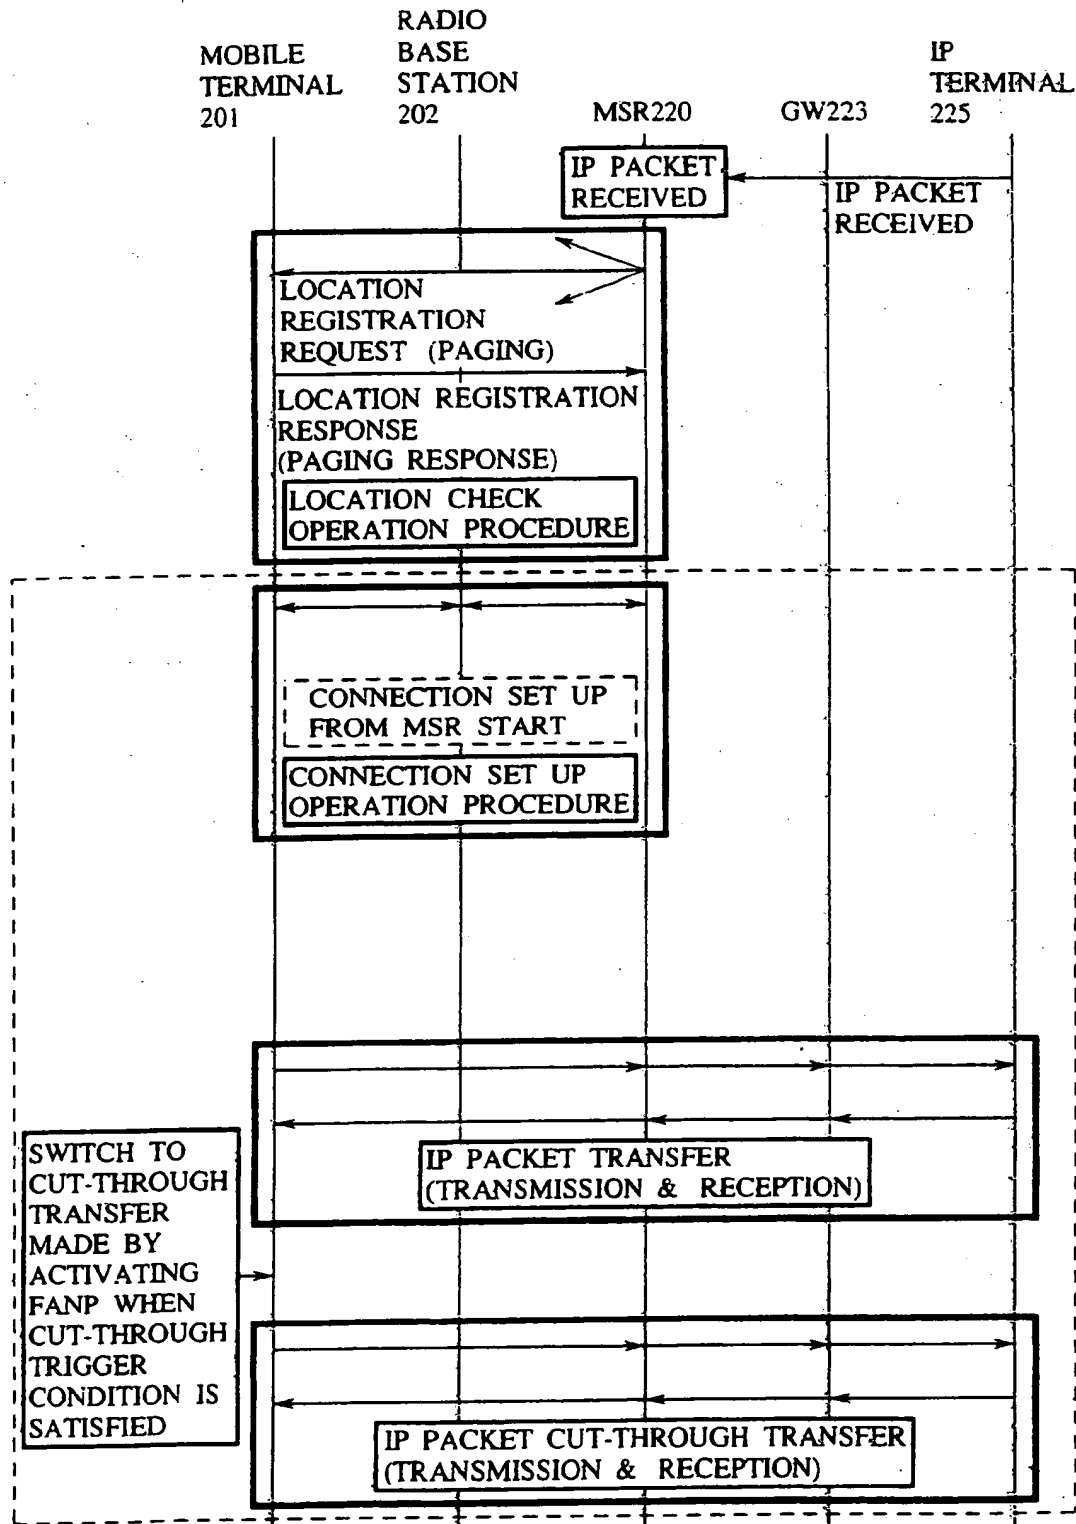 MOBILE
TERMINAL
201
RADIO
BASE
STATION
202
MSR220
GW223
IP
TERMINAL
225
IP PACKET
RECEIVED
IP PACKET
RECEIVED
LOCATION
REGISTRATION
REQUEST (PAGING)
LOCATION REGISTRATION
RESPONSE
(PAGING RESPONSE)
LOCATION CHECK
OPERATION PROCEDURE
CONNECTION SET UP
FROM MSR START
CONNECTION SET UP
OPERATION PROCEDURE
IP PACKET TRANSFER
(TRANSMISSION & RECEPTION)
SWITCH TO
CUT-THROUGH
TRANSFER
MADE BY
ACTIVATING
FANP WHEN
CUT-THROUGH
TRIGGER
CONDITION IS
SATISFIED
IP PACKET CUT-THROUGH TRANSFER
(TRANSMISSION & RECEPTION)